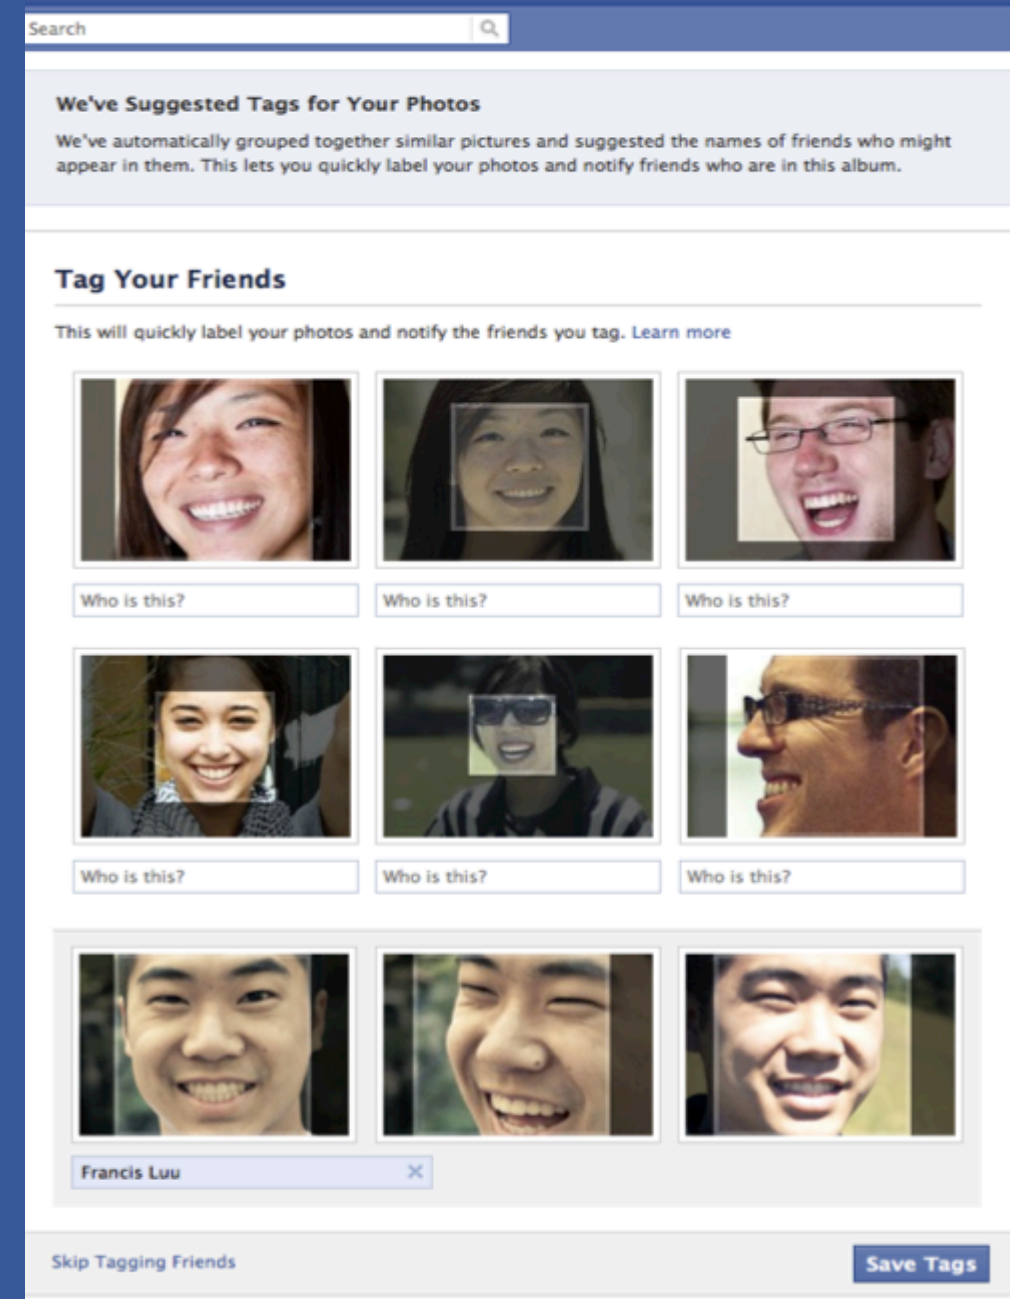 Search
We've Suggested Tags for Your Photos
We've automatically grouped together similar pictures and suggested the names of friends who might
appear in them. This lets you quickly label your photos and notify friends who are in this album.
Tag Your Friends
This will quickly label your photos and notify the friends you tag. Learn more
Who is this?
Who is this?
Who is this?
Who is this?
Who is this?
Who is this?
Francis Luu
Skip Tagging Friends
Save Tags